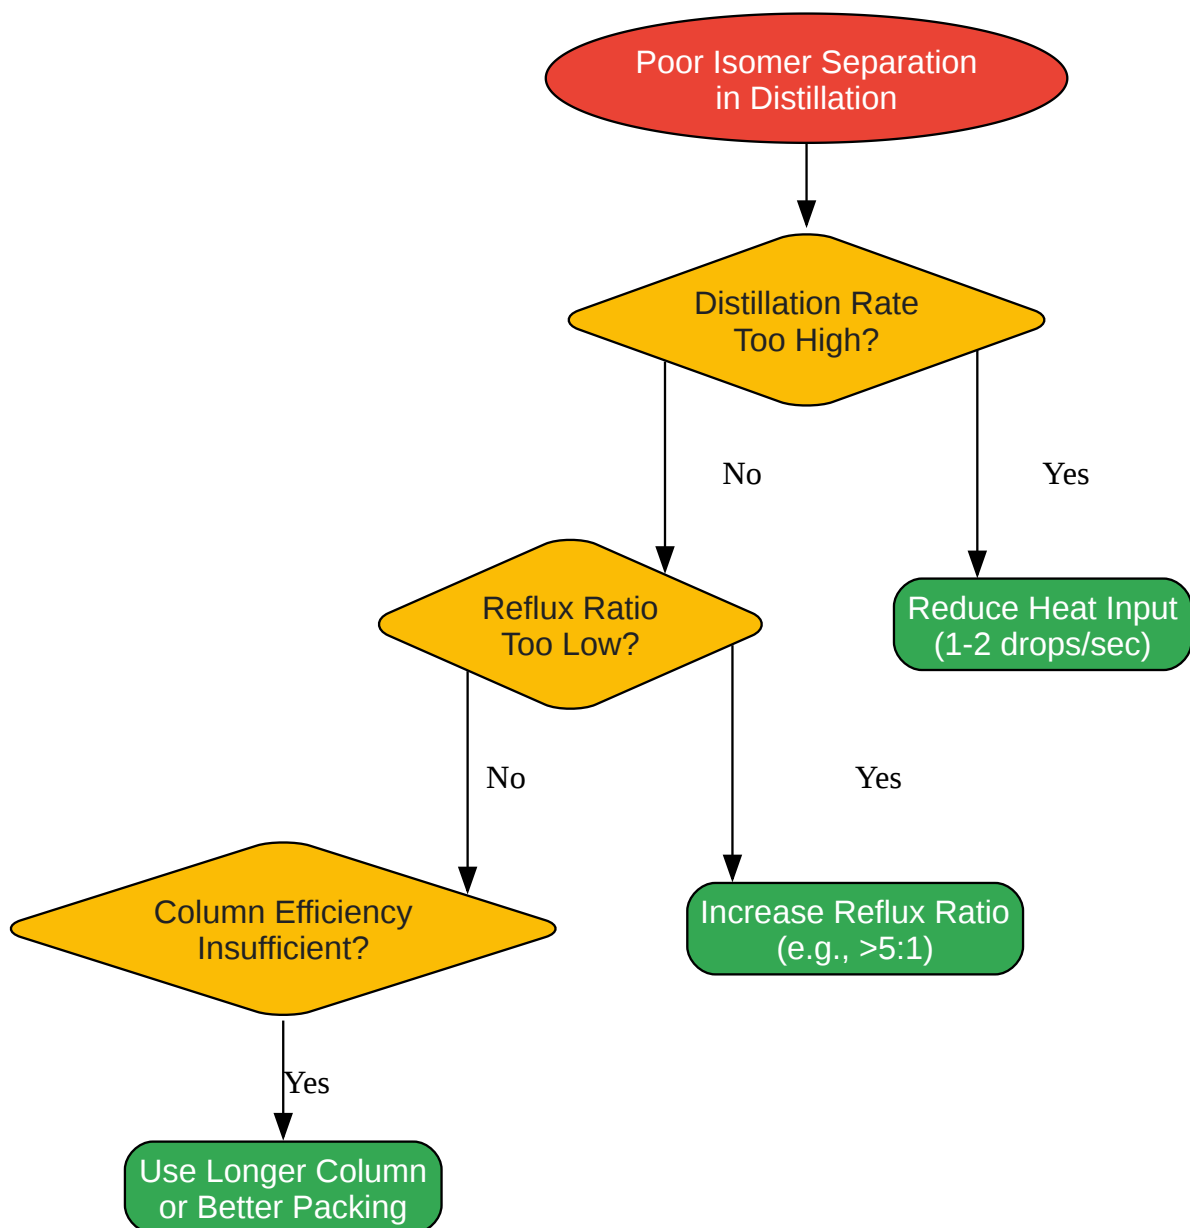 Poor Isomer Separation
in Distillation
Distillation Rate
Too High?
No
Yes
Reflux Ratio
Too Low?
Reduce Heat Input
(1-2 drops/sec)
No
Yes
Column Efficiency
Insufficient?
Increase Reflux Ratio
(e.g., >5:1)
Yes
Use Longer Column
or Better Packing